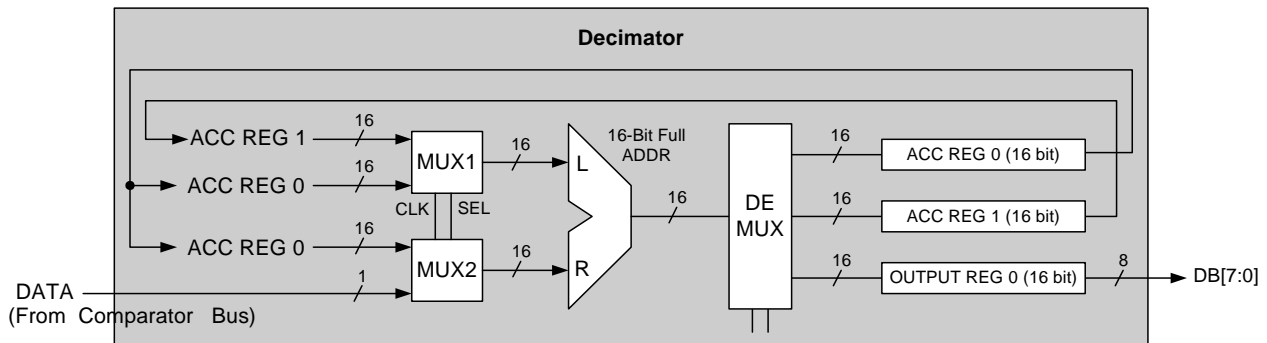 Decimator
ACC REG 1
16
MUX1
16
16-Bit Full
ADDR
L
ACC REG 0
16
CLK
SEL
ACC REG 0
16
MUX2
16
R
1
DATA
(From Comparator Bus)
16
DE
MUX
16
ACC REG 0 (16 bit)
16
ACC REG 1 (16 bit)
16
OUTPUT REG 0 (16 bit)
8
DB[7:0]